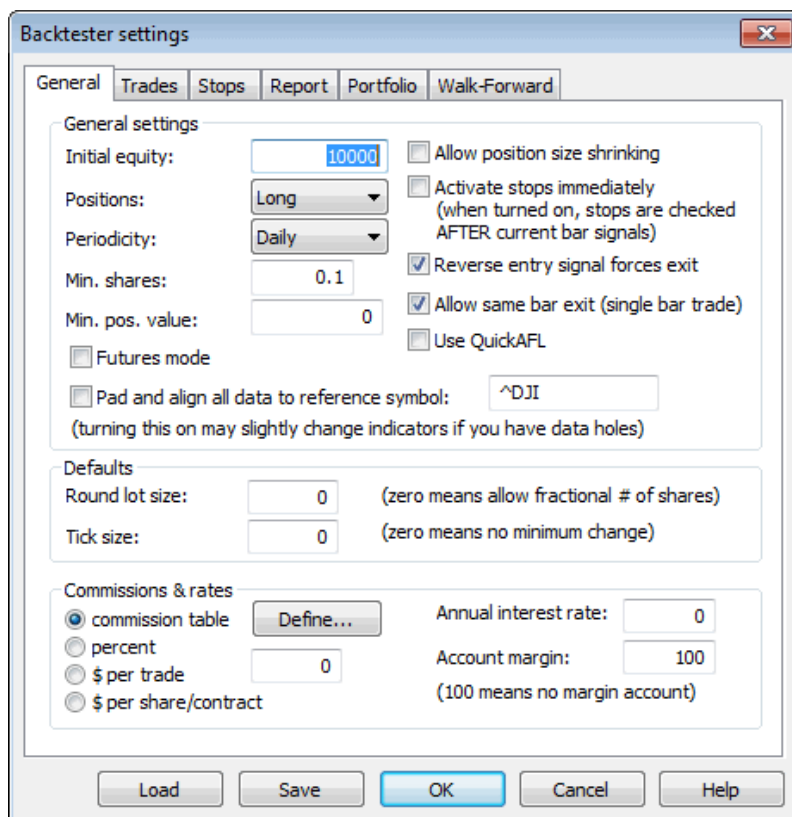 Backtester settings
General Trades Stops Report Portfolio Walk-Forward
General settings
Initial equity: 10000
Positions: Long
Periodicity: Daily
Min. shares: 0.1
Min. pos. value: 0
Futures mode
Allow position size shrinking
Activate stops immediately
(when turned on, stops are checked
AFTER current bar signals)
Reverse entry signal forces exit
Allow same bar exit (single bar trade)
Use QuickAFL
Pad and align all data to reference symbol: ^DJI
(turning this on may slightly change indicators if you have data holes)
Defaults
Round lot size: 0 (zero means allow fractional # of shares)
Tick size: 0 (zero means no minimum change)
Commissions & rates
commission table Define...
percent
$ per trade 0
$ per share/contract
Annual interest rate: 0
Account margin: 100
(100 means no margin account)
Load Save OK Cancel Help